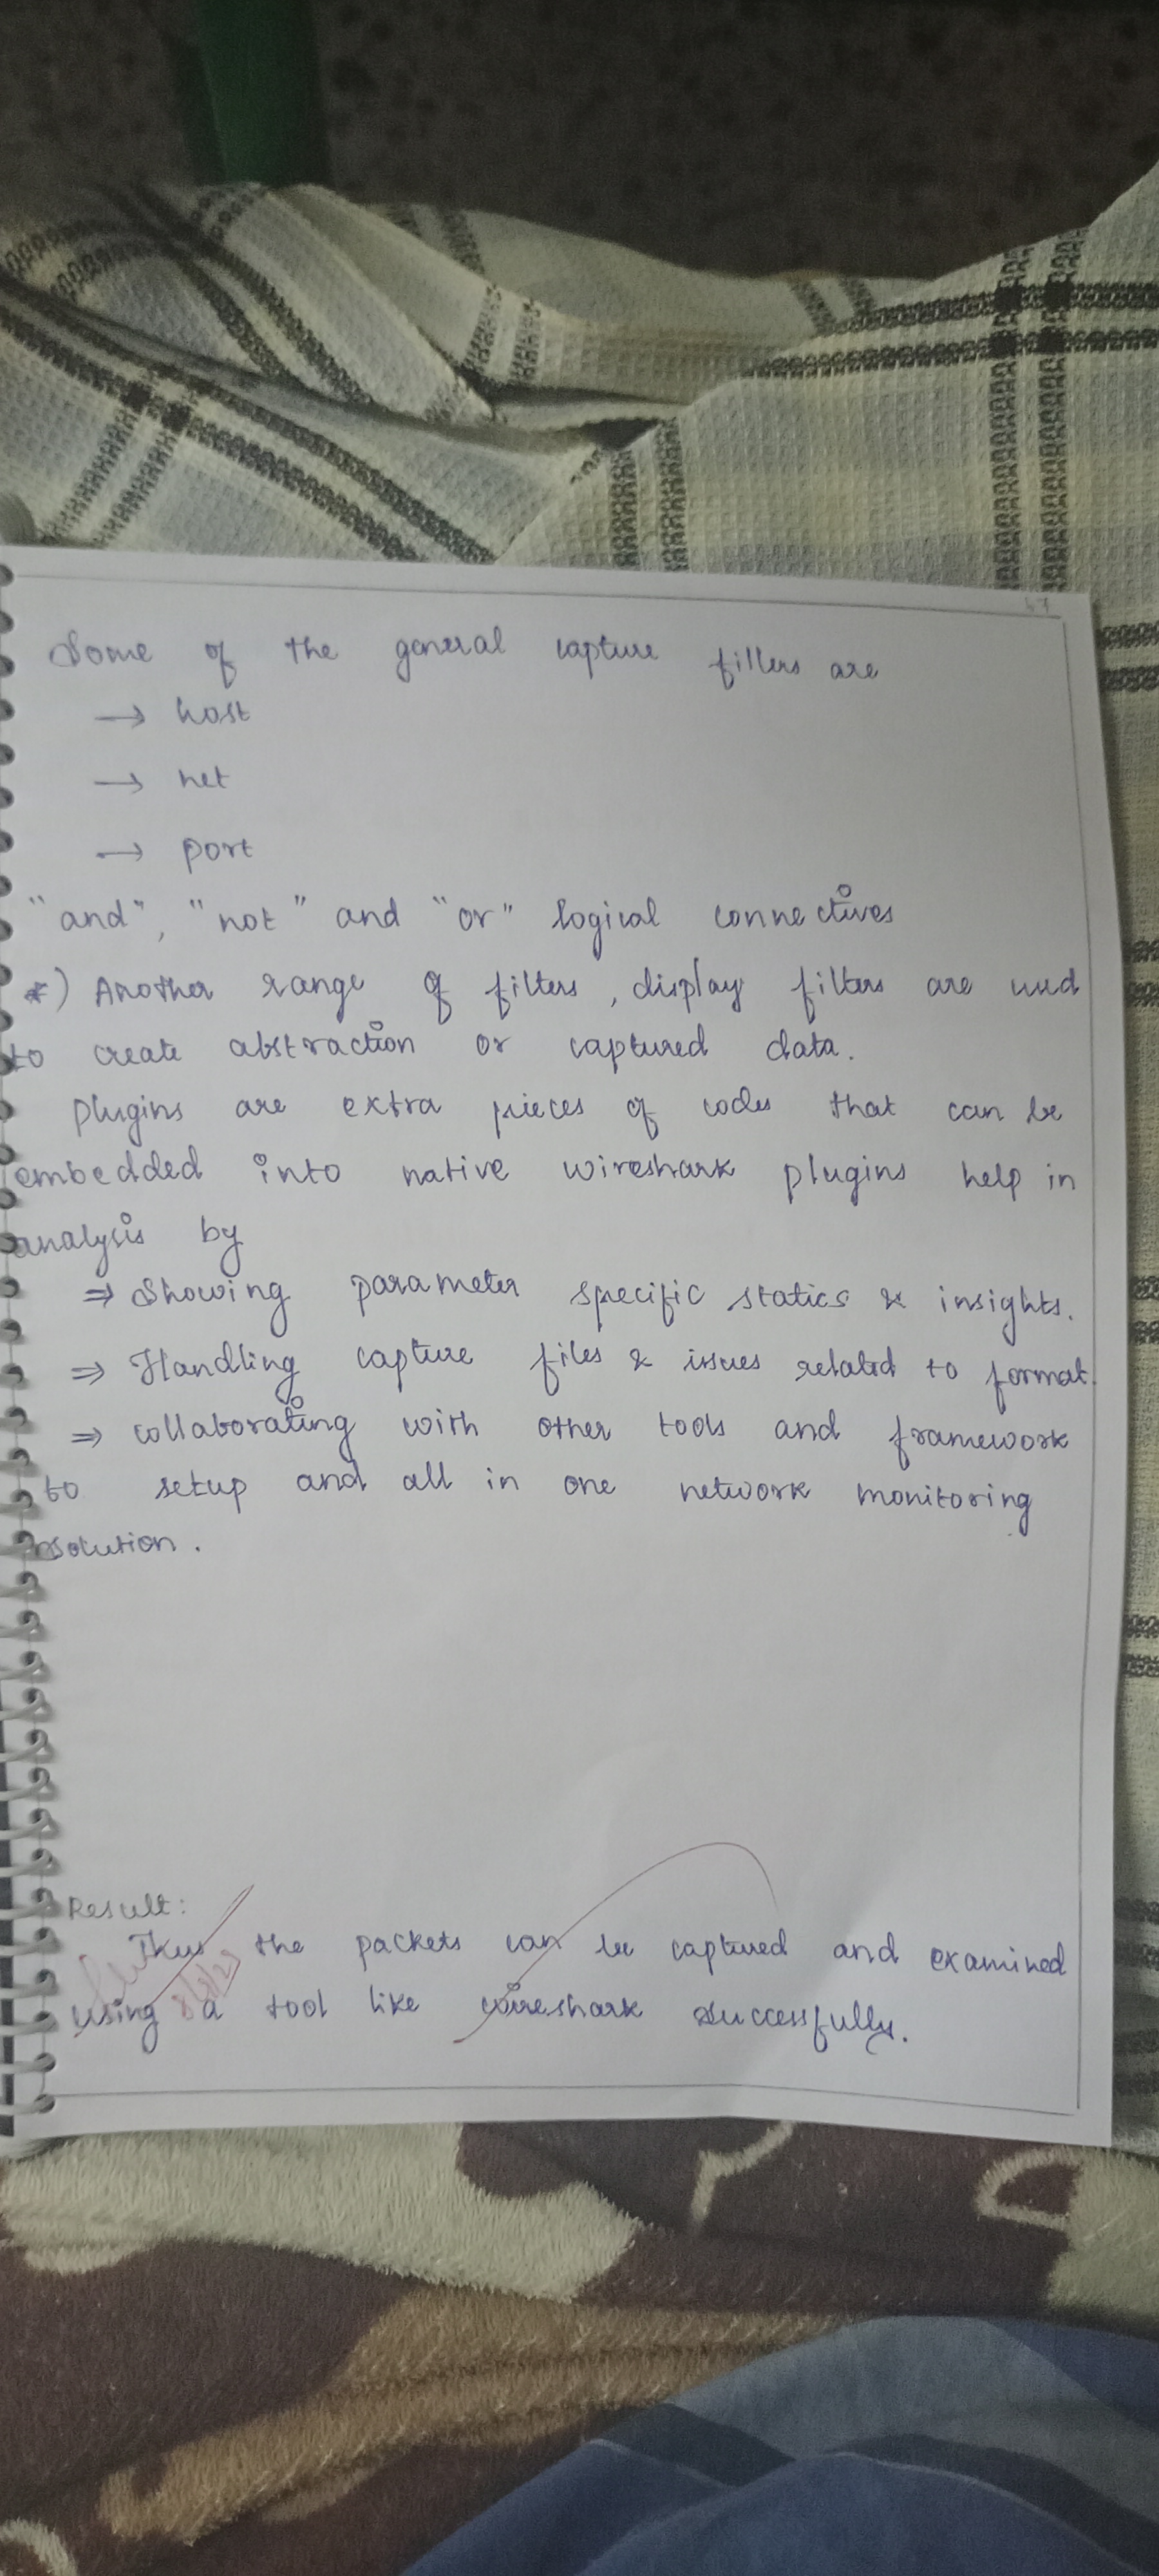 47
Some of the general capture fillers are
→ host
→ net
→ port
"and", "not" and "or" logical connectives
*) Another range of filters, display filters are used
to create abstraction or captured data.
plugins are extra pieces of codes that can be
embedded into native wireshark plugins help in
analysis by
⇒ Showing parameter specific statics & insights.
⇒ Handling capture files & issues related to format.
⇒ collaborating with other tools and framework
to setup and all in one network monitoring
solution.
Result:
Thus the packets can be captured and examined
using a tool like wireshark successfully.